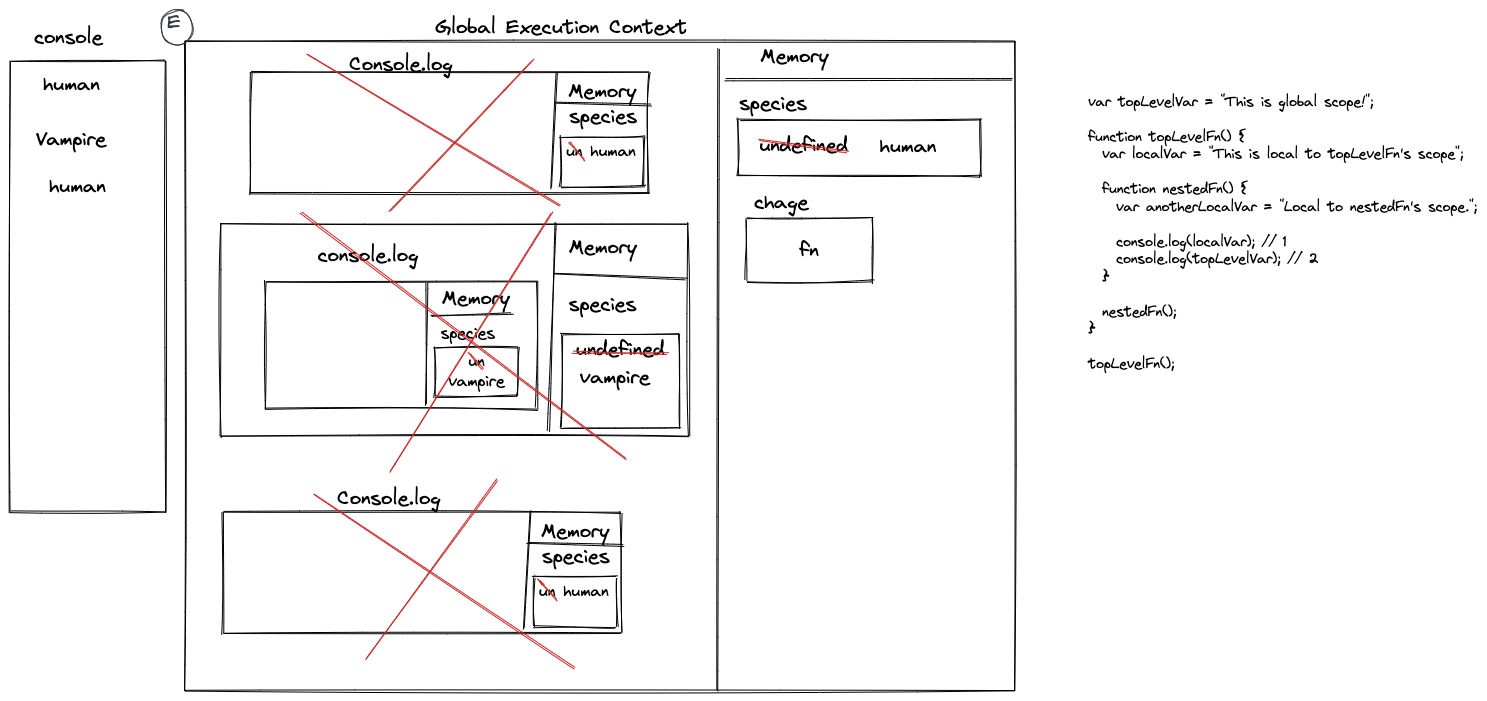 E
Global Execution Context
console
human
Vampire
human
Console.log
Memory
species
un human
console.log
Memory
species
un
vampire
Memory
species
undefined
vampire
Console.log
Memory
species
un human
Memory
species
undefined human
chage
fn
var topLevelVar = "This is global scope!";
function topLevelFn() {
var localVar = "This is local to topLevelFn's scope";
function nestedFn() {
var anotherLocalVar = "Local to nestedFn's scope.";
console.log(localVar); // 1
console.log(topLevelVar); // 2
}
nestedFn();
}
topLevelFn();